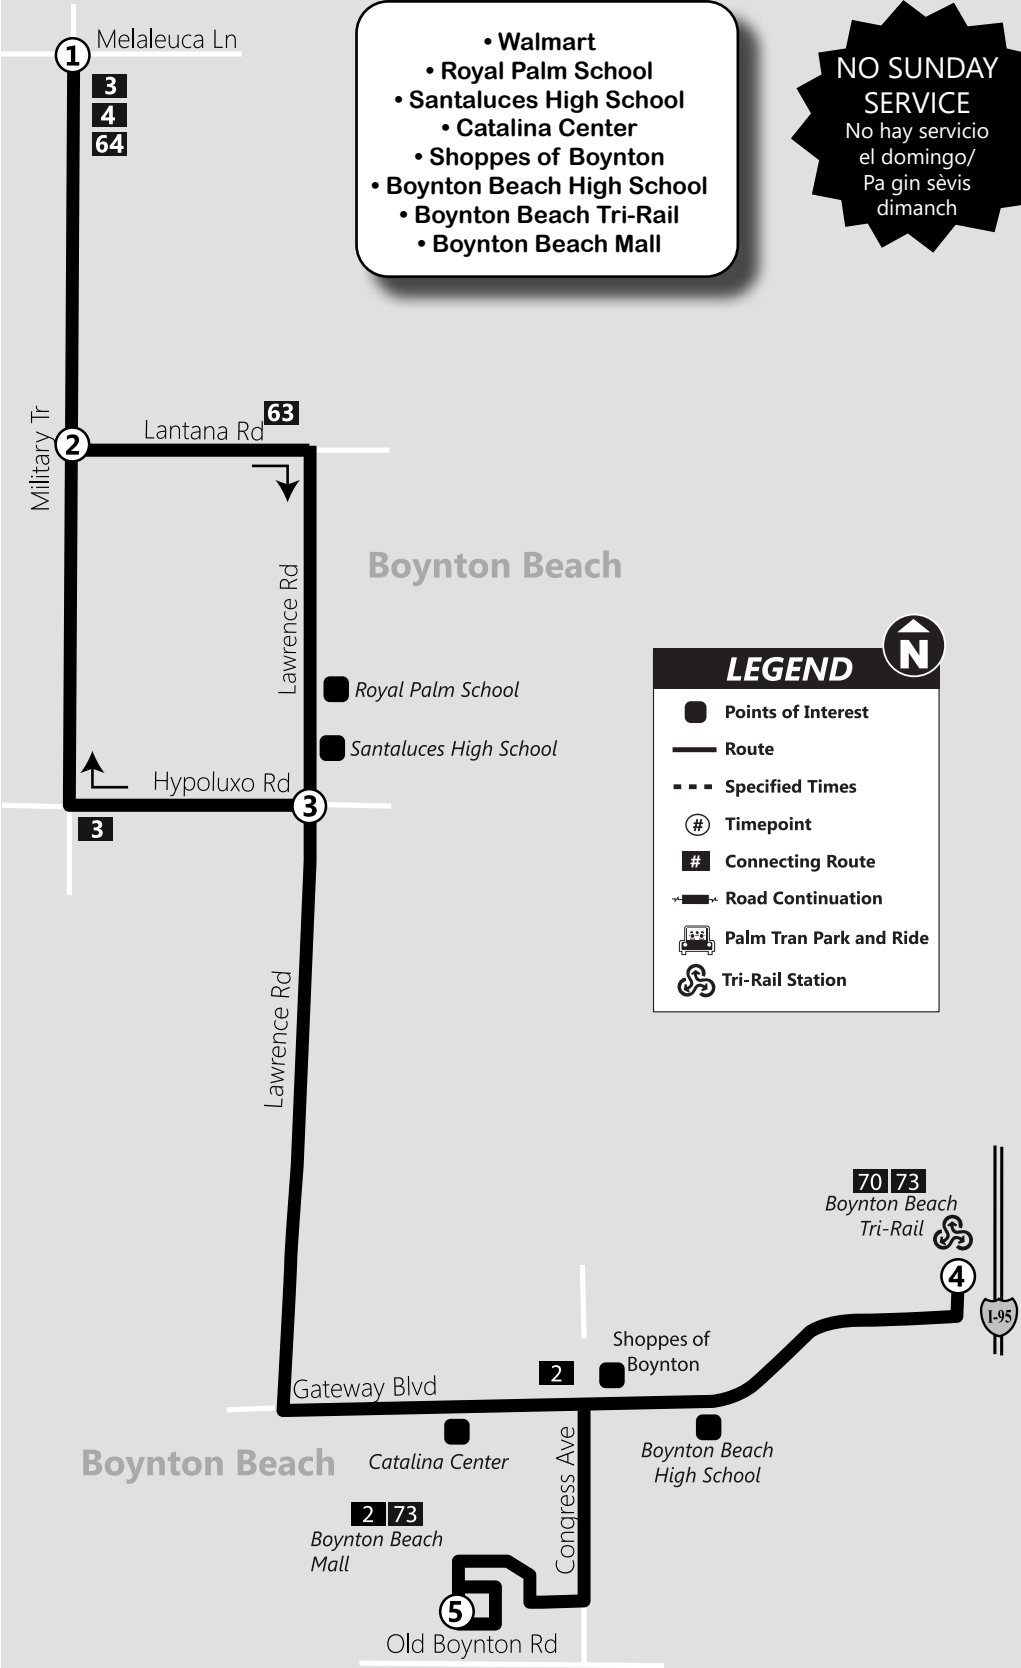 1
Melaleuca Ln
3
4
64
• Walmart
• Royal Palm School
• Santaluces High School
• Catalina Center
• Shoppes of Boynton
• Boynton Beach High School
• Boynton Beach Tri-Rail
• Boynton Beach Mall
NO SUNDAY
SERVICE
No hay servicio
el domingo/
Pa gin sèvis
dimanch
Military Tr
2
Lantana Rd
63
Boynton Beach
Lawrence Rd
Royal Palm School
Santaluces High School
Hypoluxo Rd
3
3
N
LEGEND
Points of Interest
Route
Specified Times
# Timepoint
# Connecting Route
Road Continuation
Palm Tran Park and Ride
Tri-Rail Station
Lawrence Rd
70 73
Boynton Beach
Tri-Rail
4
I-95
Shoppes of
Boynton
2
Gateway Blvd
Boynton Beach
Catalina Center
Congress Ave
Boynton Beach
High School
2 73
Boynton Beach
Mall
5
Old Boynton Rd